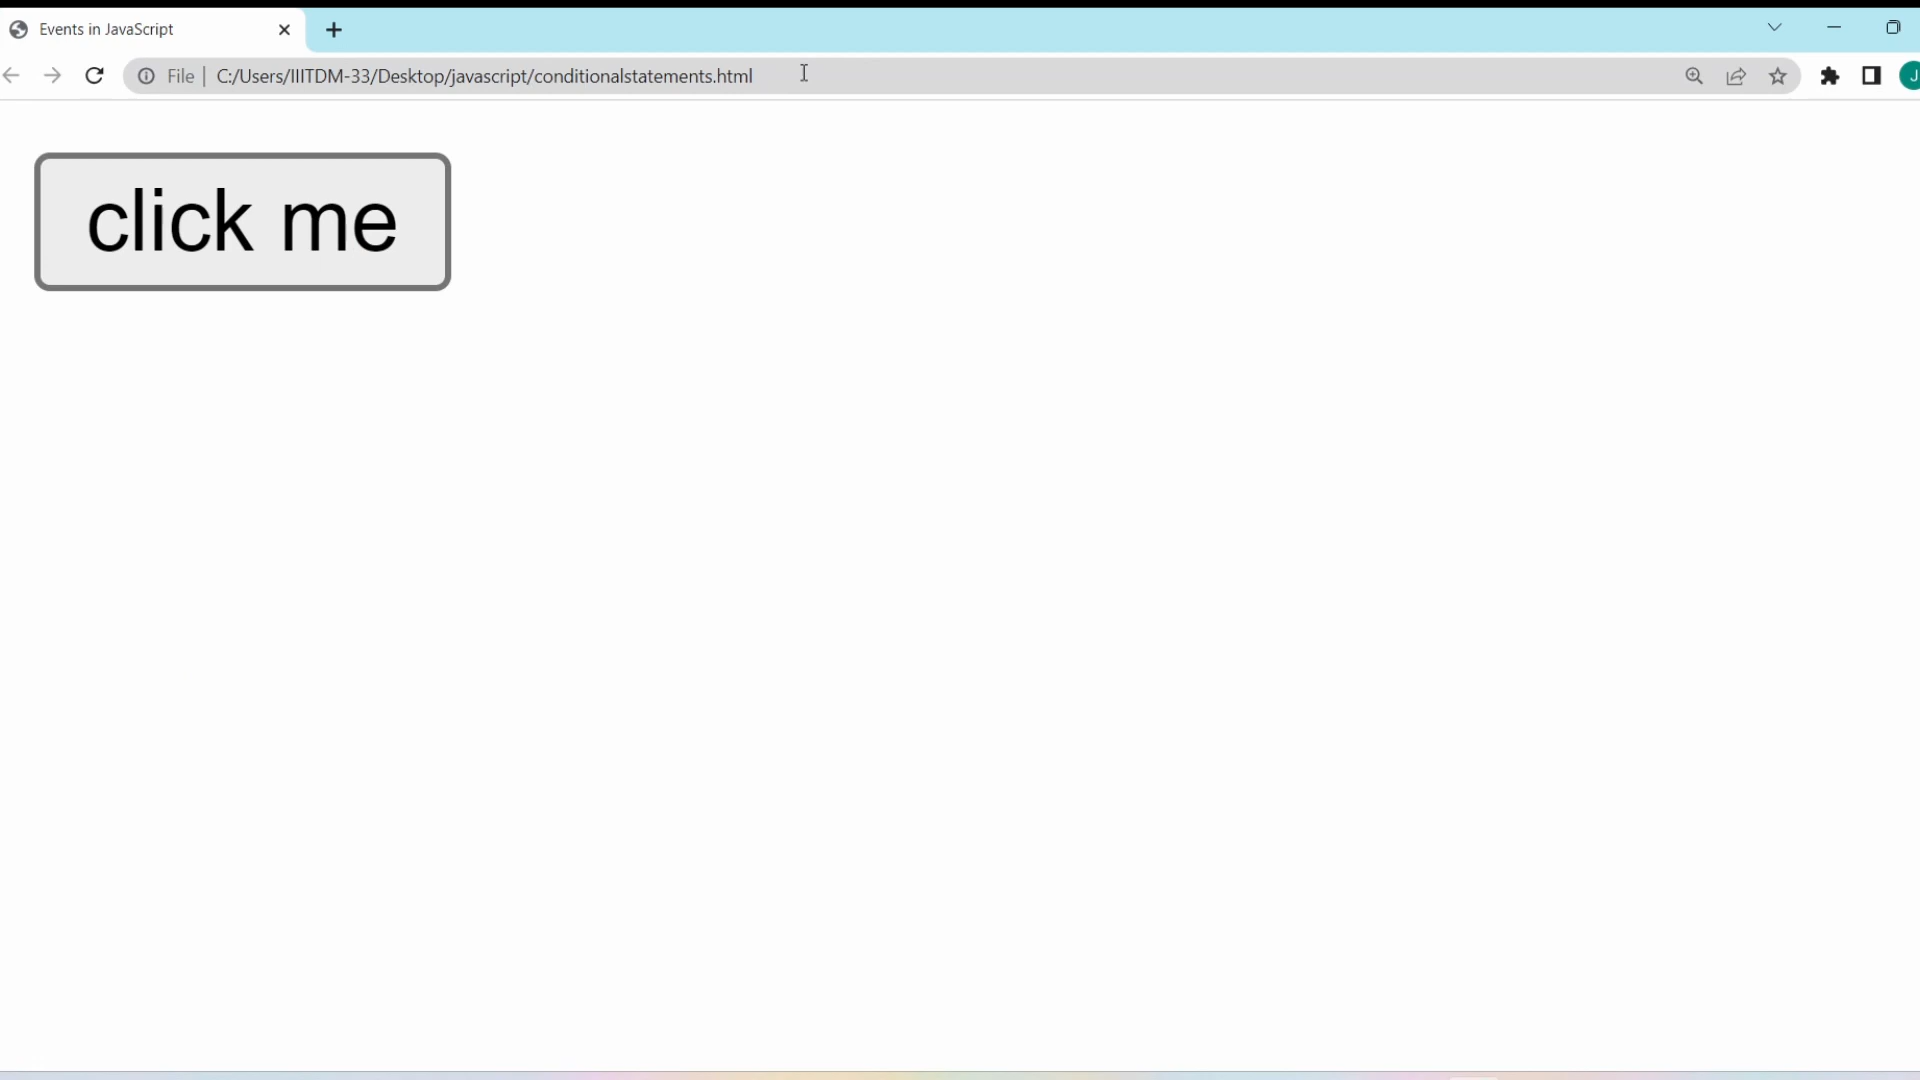 Events in JavaScript
File | C:/Users/IIITDM-33/Desktop/javascript/conditionalstatements.html
J
click me